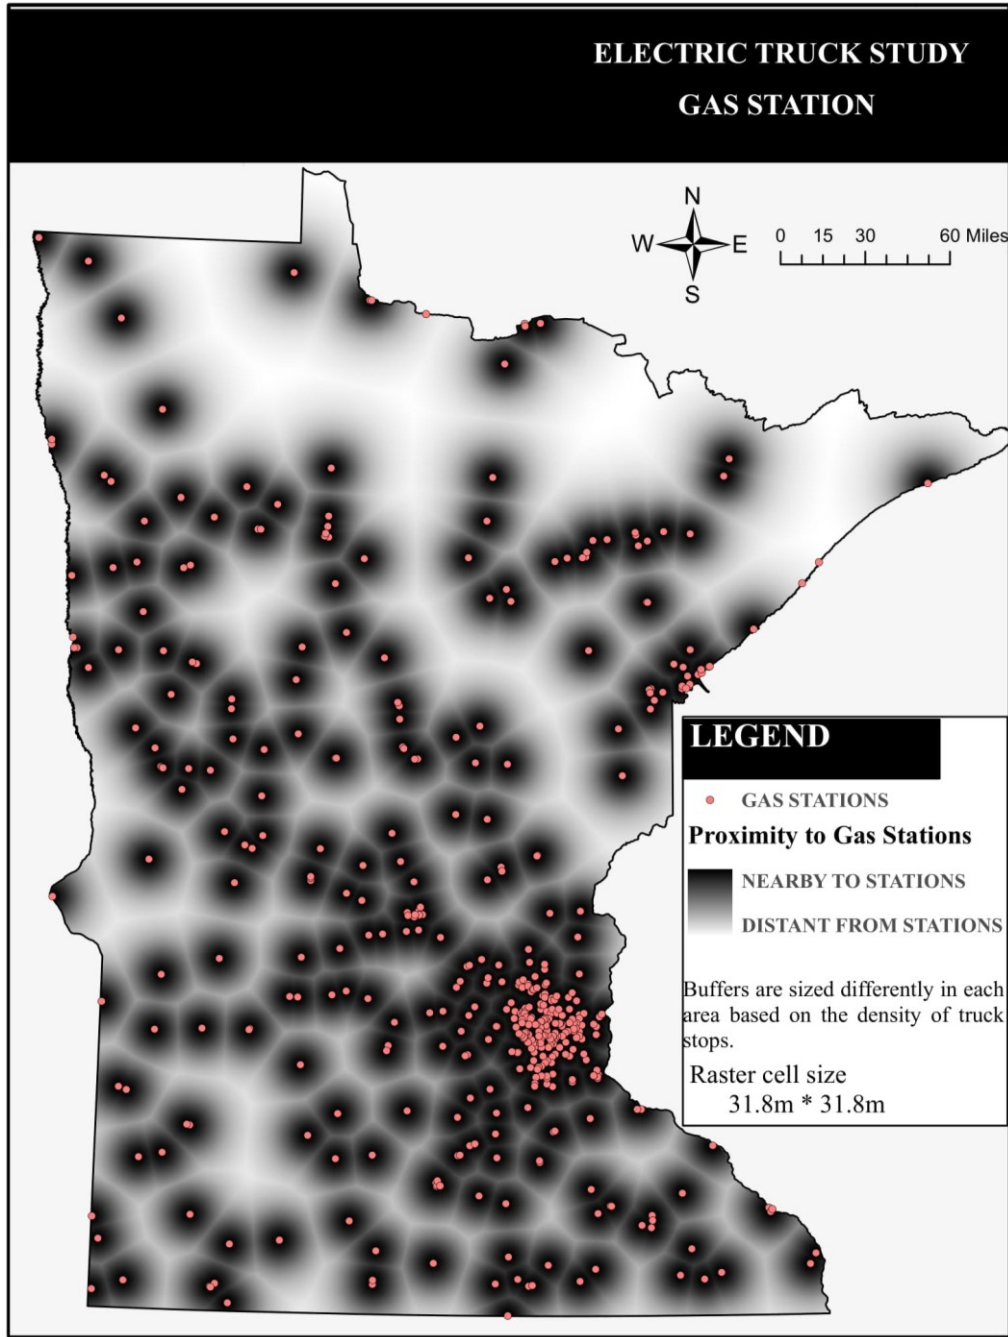 ELECTRIC TRUCK STUDY
GAS STATION
N
W E
S
0 15 30 60 Miles
LEGEND
GAS STATIONS
Proximity to Gas Stations
NEARBY TO STATIONS
DISTANT FROM STATIONS
Buffers are sized differently in each
area based on the density of truck
stops.
Raster cell size
31.8m * 31.8m